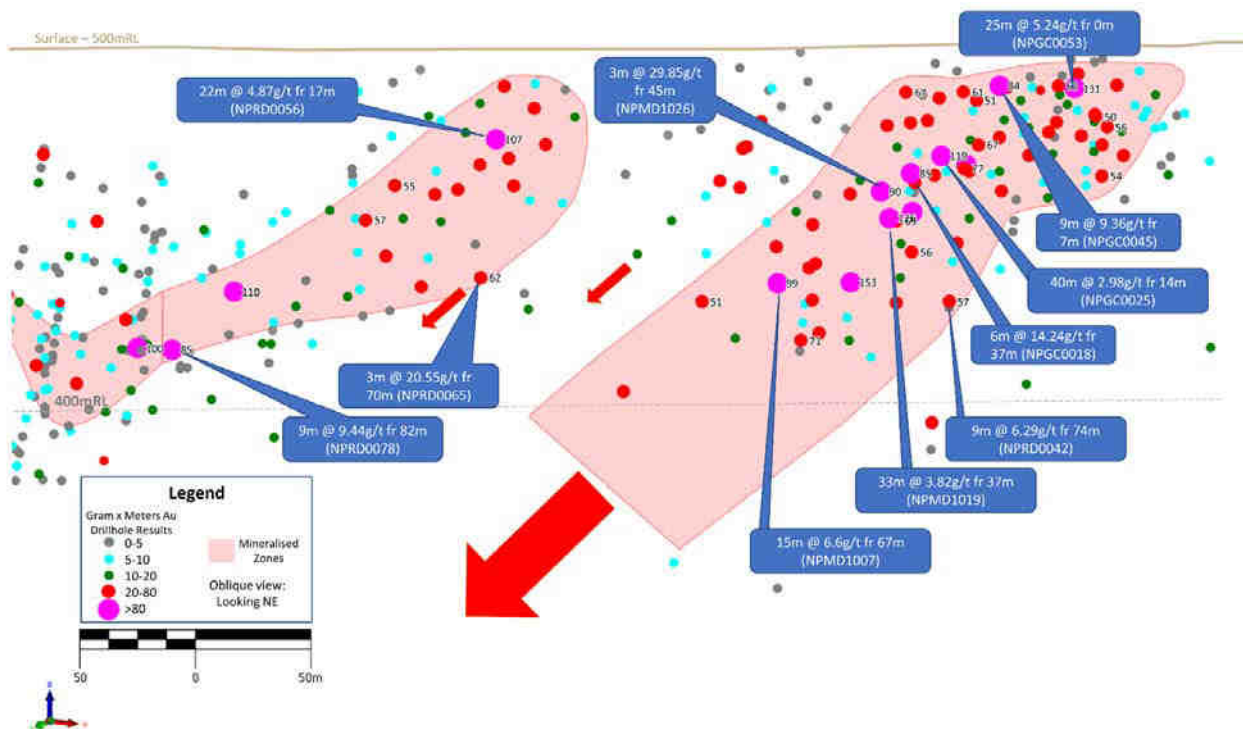 Surface – 500mRL
25m @ 5.24g/t fr 0m
(NPGC0053)
3m @ 29.85g/t
fr 45m
(NPMD1026)
22m @ 4.87g/t fr 17m
(NPRD0056)
107
55
57
62
110
100
85
63
61
51
84
131
50
56
67
54
119
77
85
90
69
56
99
153
51
57
71
9m @ 9.36g/t fr
7m (NPGC0045)
40m @ 2.98g/t fr 14m
(NPGC0025)
6m @ 14.24g/t fr
37m (NPGC0018)
3m @ 20.55g/t fr
70m (NPRD0065)
400mRL
9m @ 9.44g/t fr 82m
(NPRD0078)
9m @ 6.29g/t fr 74m
(NPRD0042)
33m @ 3.82g/t fr 37m
(NPMD1019)
15m @ 6.6g/t fr 67m
(NPMD1007)
Legend
Gram x Meters Au
Drillhole Results
0-5
5-10
10-20
20-80
>80
Mineralised
Zones
Oblique view:
Looking NE
50
0
50m